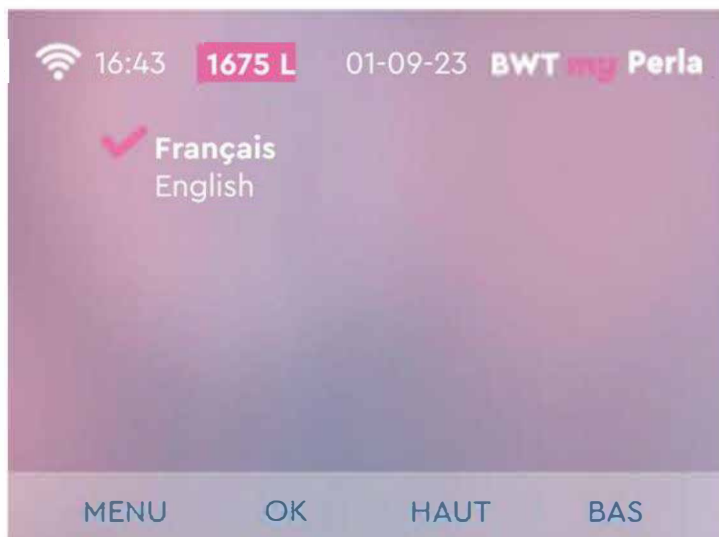 16:43 1675 L 01-09-23 BWT my Perla
Français
English
MENU OK HAUT BAS